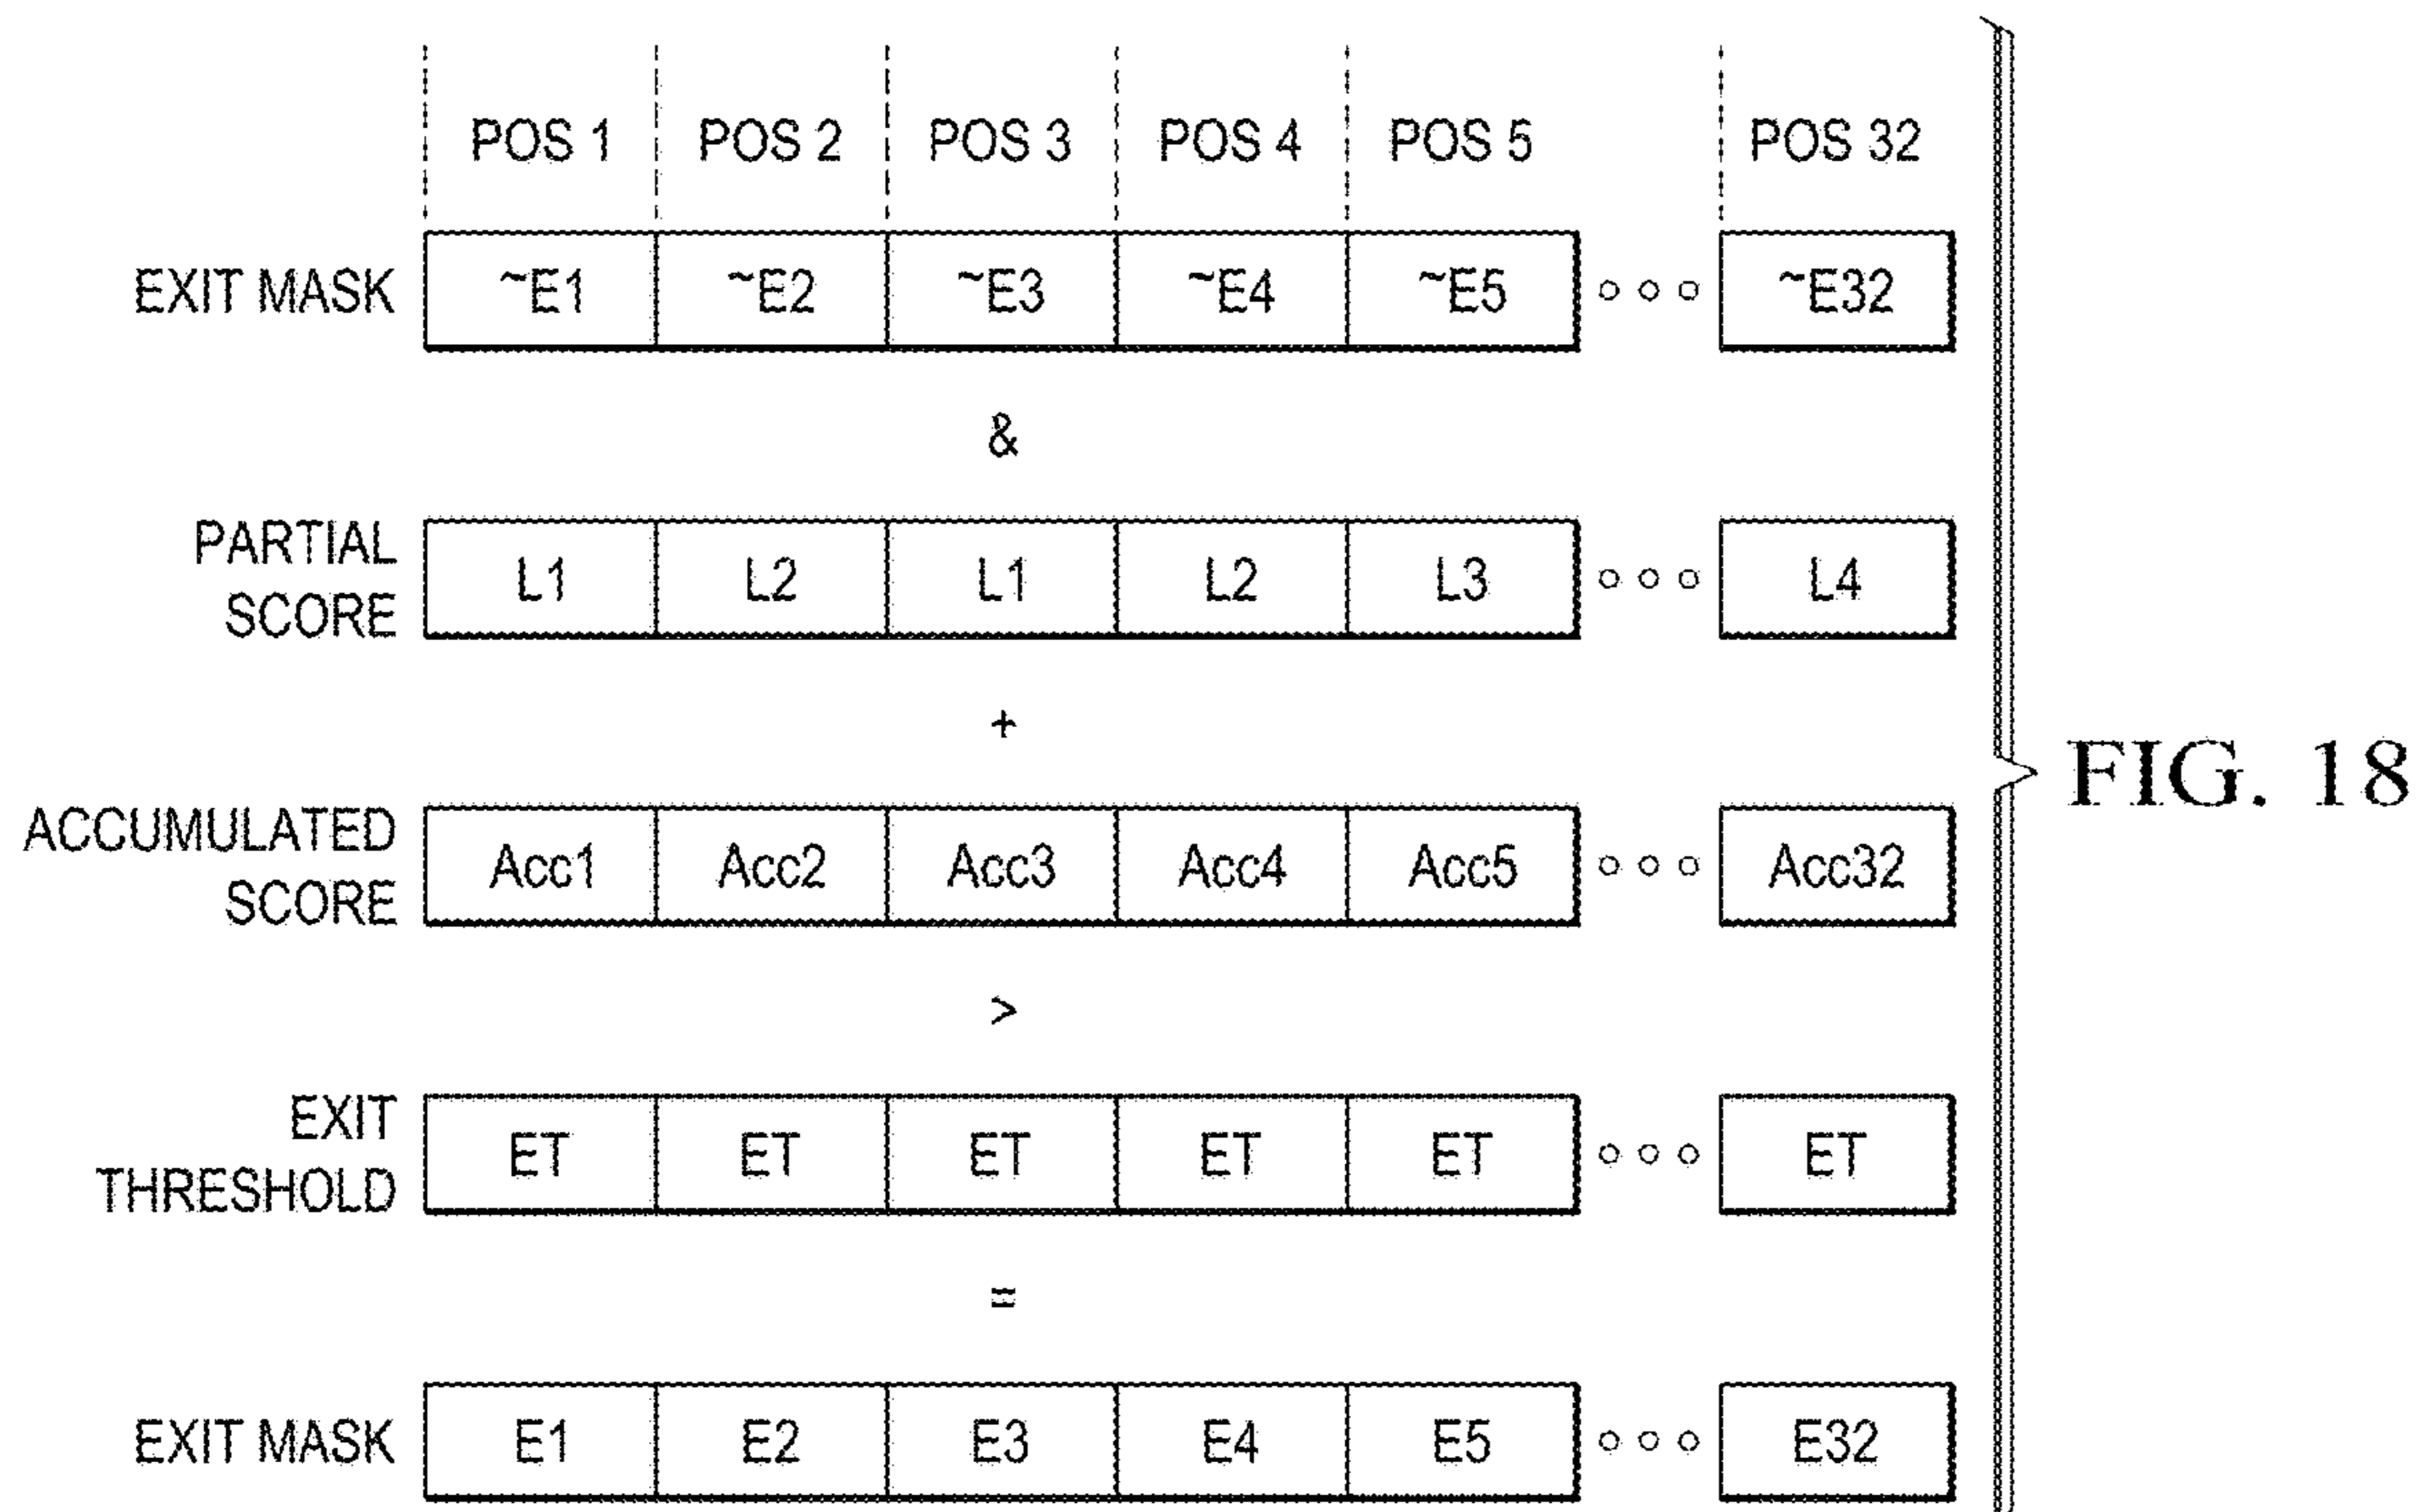 POS 1 POS 2 POS 3 POS 4 POS 5 POS 32
EXIT MASK ~E1 ~E2 ~E3 ~E4 ~E5 ○ ○ ○ ~E32
&
PARTIAL
SCORE
L1 L2 L1 L2 L3 ○ ○ ○ L4
+
ACCUMULATED
SCORE
Acc1 Acc2 Acc3 Acc4 Acc5 ○ ○ ○ Acc32
>
EXIT
THRESHOLD
ET ET ET ET ET ○ ○ ○ ET
=
EXIT MASK E1 E2 E3 E4 E5 ○ ○ ○ E32
FIG. 18